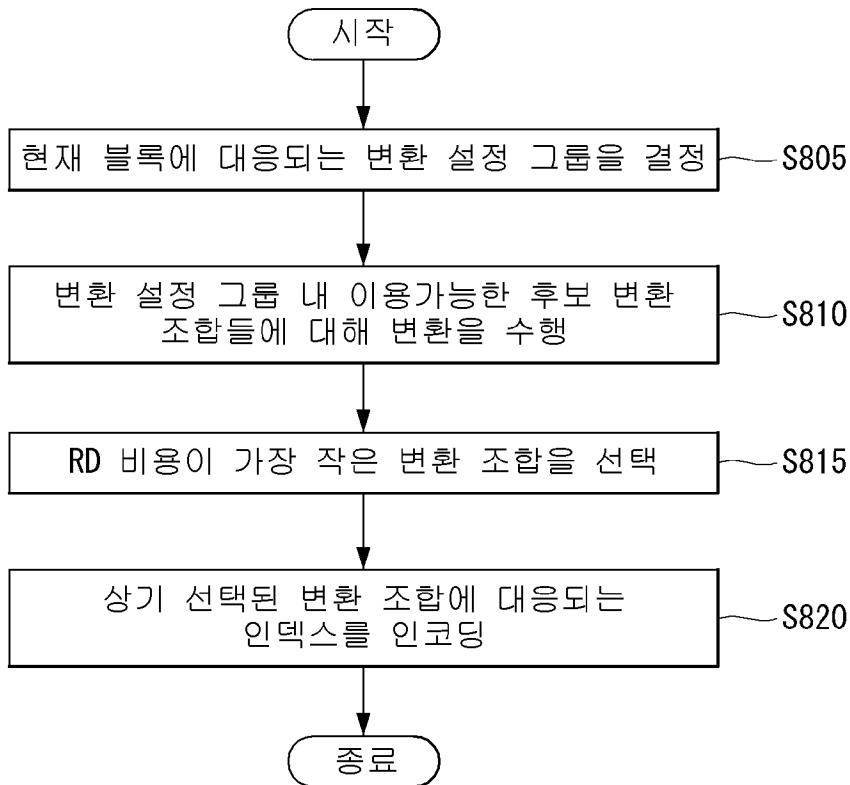 시작
현재 블록에 대응되는 변환 설정 그룹을 결정
S805
변환 설정 그룹 내 이용가능한 후보 변환
조합들에 대해 변환을 수행
S810
RD 비용이 가장 작은 변환 조합을 선택
S815
상기 선택된 변환 조합에 대응되는
인덱스를 인코딩
S820
종료